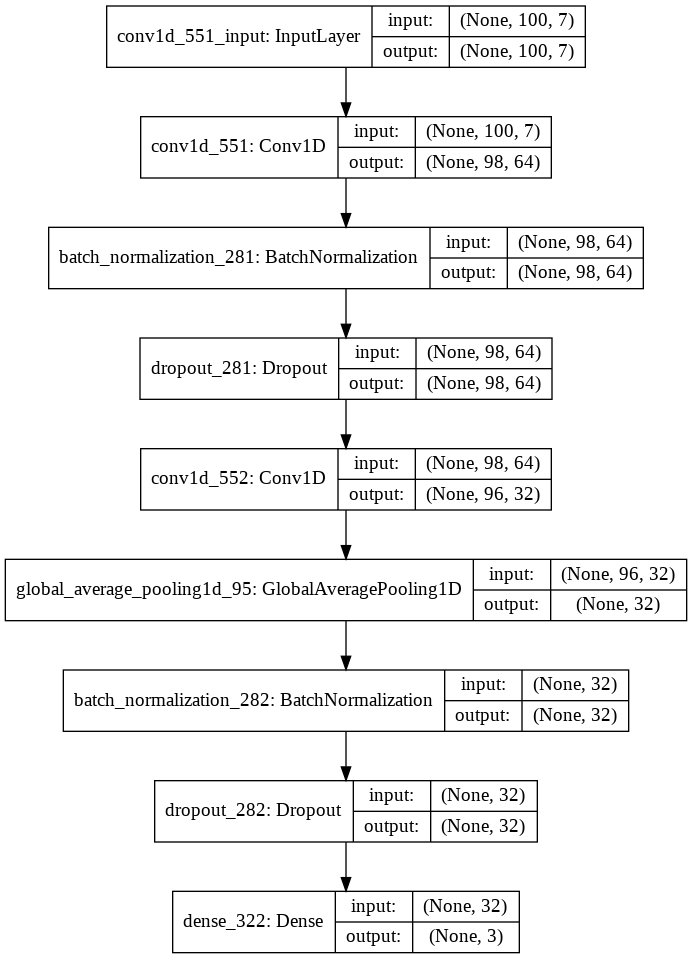 conv1d_551_input: InputLayer input: (None, 100, 7)
output: (None, 100, 7)
conv1d_551: Conv1D input: (None, 100, 7)
output: (None, 98, 64)
batch_normalization_281: BatchNormalization input: (None, 98, 64)
output: (None, 98, 64)
dropout_281: Dropout input: (None, 98, 64)
output: (None, 98, 64)
conv1d_552: Conv1D input: (None, 98, 64)
output: (None, 96, 32)
global_average_pooling1d_95: GlobalAveragePooling1D input: (None, 96, 32)
output: (None, 32)
batch_normalization_282: BatchNormalization input: (None, 32)
output: (None, 32)
dropout_282: Dropout input: (None, 32)
output: (None, 32)
dense_322: Dense input: (None, 32)
output: (None, 3)